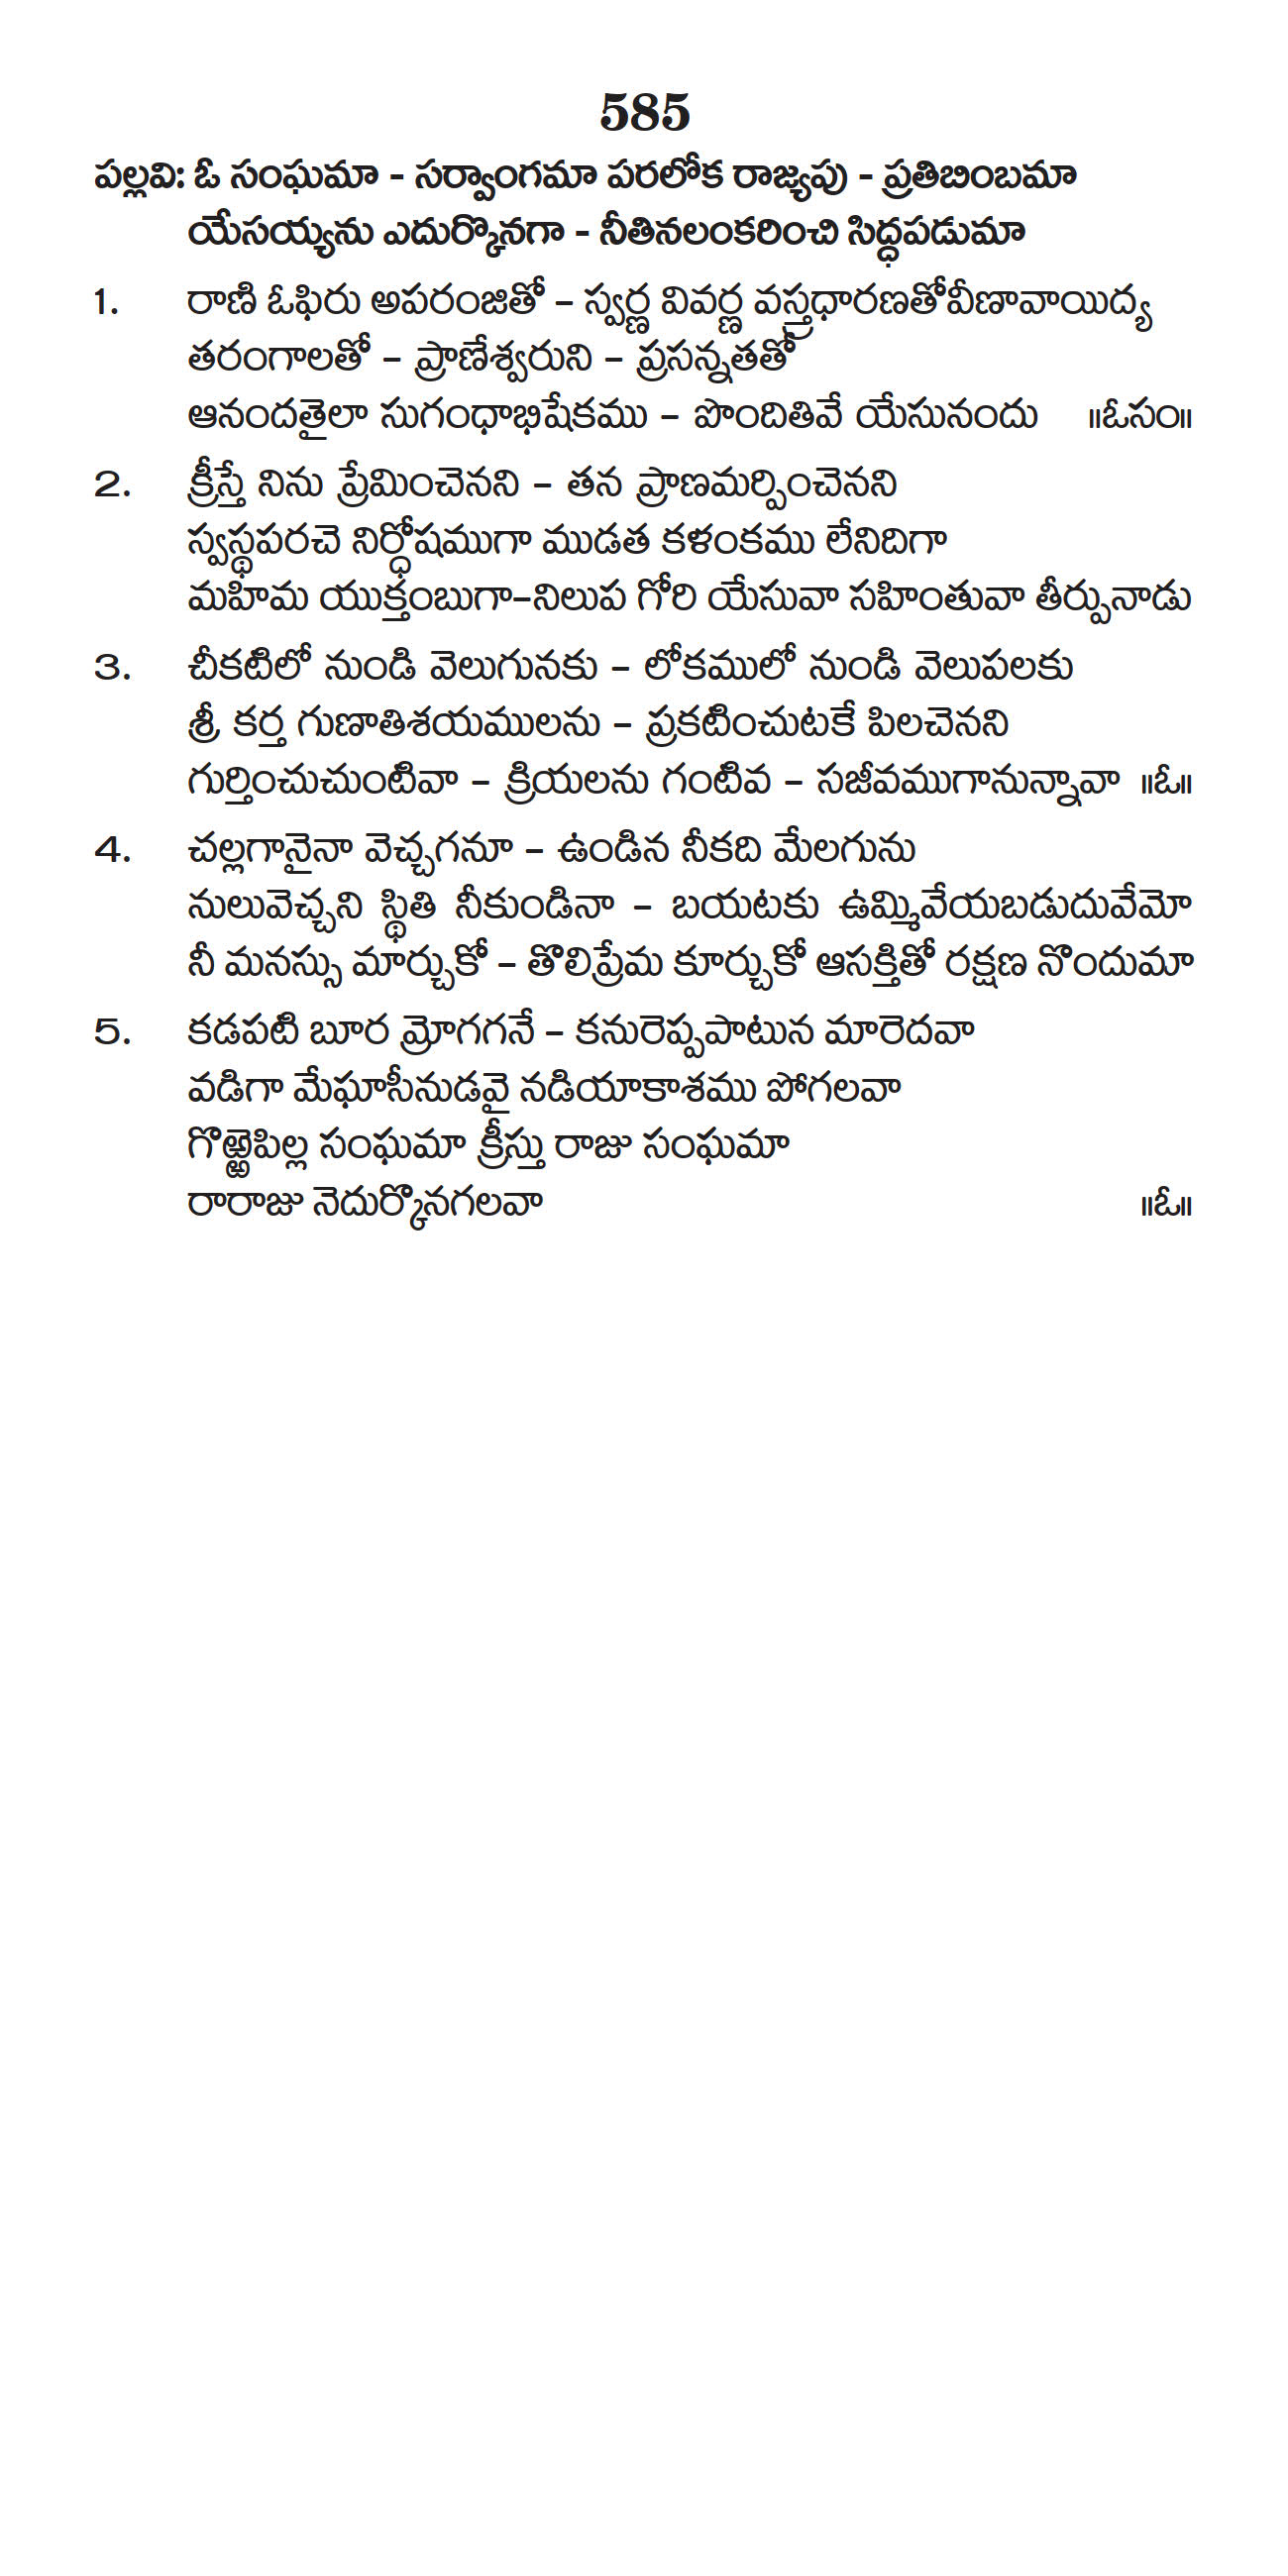 585
పల్లవి: ఓ సంఘమా - సర్వాంగమా పరలోక రాజ్యపు - ప్రతిబింబమా
యేసయ్యను ఎదుర్కొనగా - నీతినలంకరించి సిద్ధపడుమా
1. రాణి ఓఫిరు అపరంజితో – స్వర్ణ వివర్ణ వస్త్రధారణతోవీణావాయిద్య
తరంగాలతో – ప్రాణేశ్వరుని – ప్రసన్నతతో
ఆనందతైలా సుగంధాభిషేకము – పొందితివే యేసునందు ॥ఓసం॥
2. క్రీస్తే నిను ప్రేమించెనని – తన ప్రాణమర్పించెనని
స్వస్థపరచె నిర్ధోషముగా ముడత కళంకము లేనిదిగా
మహిమ యుక్తంబుగా–నిలుప గోరి యేసువా సహింతువా తీర్పునాడు
3. చీకటిలో నుండి వెలుగునకు – లోకములో నుండి వెలుపలకు
శ్రీ కర్త గుణాతిశయములను – ప్రకటించుటకే పిలచెనని
గుర్తించుచుంటివా – క్రియలను గంటివ – సజీవముగానున్నావా ॥ఓ॥
4. చల్లగానైనా వెచ్చగనూ – ఉండిన నీకది మేలగును
నులువెచ్చని స్థితి నీకుండినా – బయటకు ఉమ్మివేయబడుదువేమో
నీ మనస్సు మార్చుకో – తొలిప్రేమ కూర్చుకో ఆసక్తితో రక్షణ నొందుమా
5. కడపటి బూర మ్రోగగనే – కనురెప్పపాటున మారెదవా
వడిగా మేఘాసీనుడవై నడియాకాశము పోగలవా
గొఱ్ఱెపిల్ల సంఘమా క్రీస్తు రాజు సంఘమా
రారాజు నెదుర్కొనగలవా ॥ఓ॥